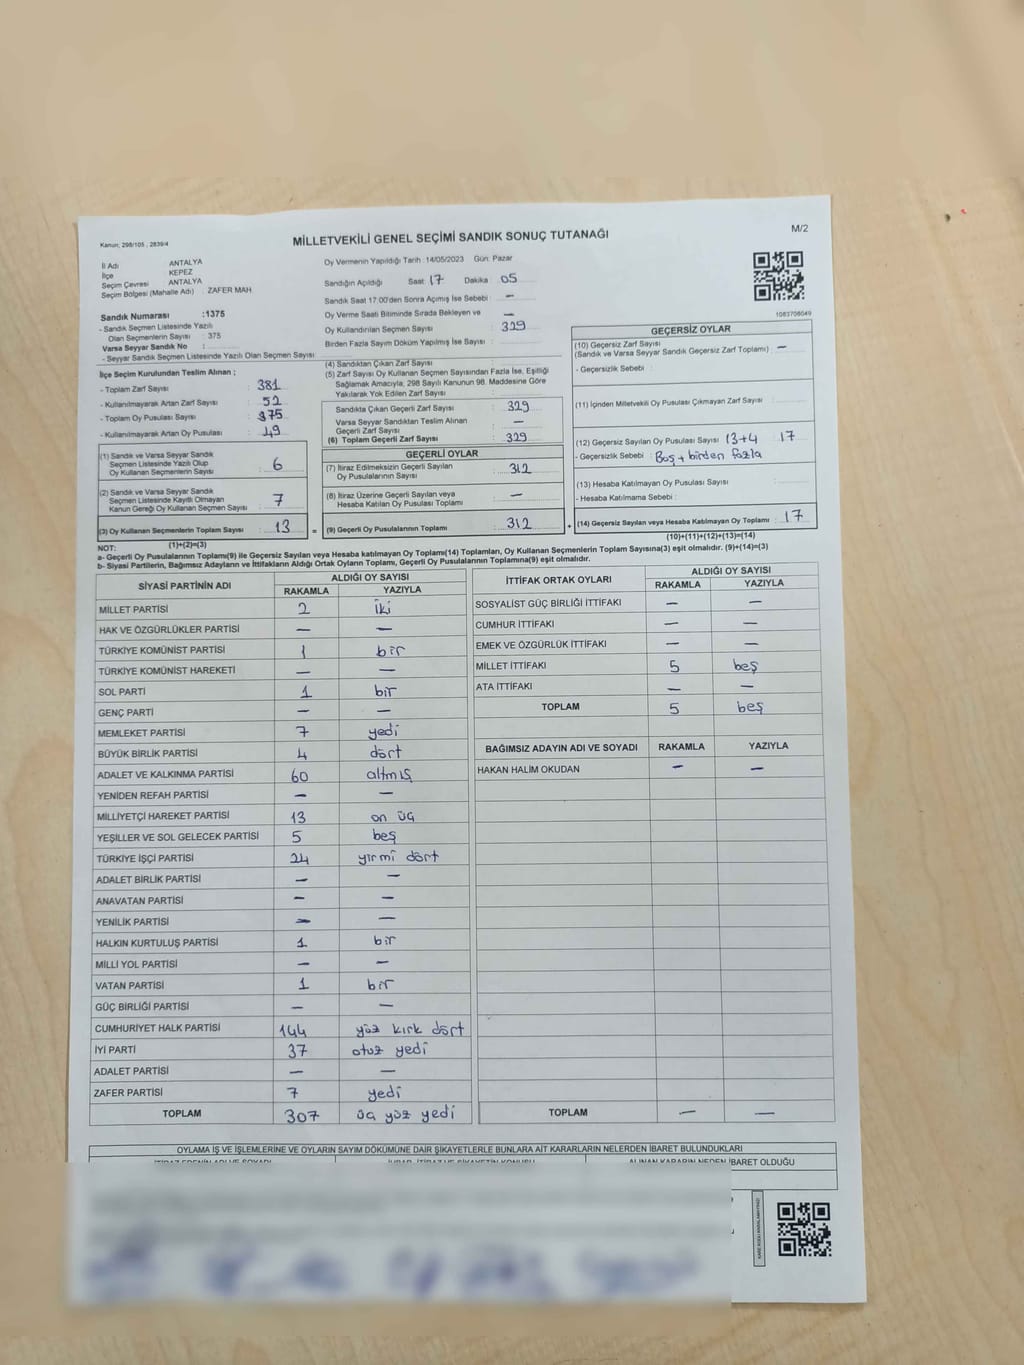 Kanun: 298/105 , 2839/4
MİLLETVEKİLİ GENEL SEÇİMİ SANDIK SONUÇ TUTANAĞI
M/2
İl Adı ANTALYA
İlçe KEPEZ
Seçim Çevresi ANTALYA
Seçim Bölgesi (Mahalle Adı) : ZAFER MAH
Sandık Numarası :1375
- Sandık Seçmen Listesinde Yazılı
Olan Seçmenlerin Sayısı : 375
Varsa Seyyar Sandık No :
- Seyyar Sandık Seçmen Listesinde Yazılı Olan Seçmen Sayısı
Oy Vermenin Yapıldığı Tarih : 14/05/2023 Gün: Pazar
Sandığın Açıldığı Saat 17 Dakika 05
Sandık Saat 17.00'den Sonra Açımış İse Sebebi : —
Oy Verme Saati Bitiminde Sırada Bekleyen ve —
Oy Kullandırılan Seçmen Sayısı : 329
Birden Fazla Sayım Döküm Yapılmış İse Sayısı :
1083706049
İlçe Seçim Kurulundan Teslim Alınan ;
- Toplam Zarf Sayısı : 381
- Kullanılmayarak Artan Zarf Sayısı : 52
- Toplam Oy Pusulası Sayısı : 375
- Kullanılmayarak Artan Oy Pusulası : 49
(4) Sandıktan Çıkan Zarf Sayısı :
(5) Zarf Sayısı Oy Kullanan Seçmen Sayısından Fazla İse, Eşitliği
Sağlamak Amacıyla, 298 Sayılı Kanunun 98. Maddesine Göre
Yakılarak Yok Edilen Zarf Sayısı :
Sandıkta Çıkan Geçerli Zarf Sayısı : 329
Varsa Seyyar Sandıktan Teslim Alınan —
Geçerli Zarf Sayısı :
(6) Toplam Geçerli Zarf Sayısı : 329
GEÇERSİZ OYLAR
(10) Geçersiz Zarf Sayısı
(Sandık ve Varsa Seyyar Sandık Geçersiz Zarf Toplamı) : —
- Geçersizlik Sebebi :
(11) İçinden Milletvekili Oy Pusulası Çıkmayan Zarf Sayısı :
(12) Geçersiz Sayılan Oy Pusulası Sayısı 13+4 : 17
- Geçersizlik Sebebi : Boş + birden fazla
(13) Hesaba Katılmayan Oy Pusulası Sayısı :
- Hesaba Katılmama Sebebi :
(14) Geçersiz Sayılan veya Hesaba Katılmayan Oy Toplamı : 17
(10)+(11)+(12)+(13)=(14)
(1) Sandık ve Varsa Seyyar Sandık
Seçmen Listesinde Yazılı Olup
Oy Kullanan Seçmenlerin Sayısı : 6
(2) Sandık ve Varsa Seyyar Sandık
Seçmen Listesinde Kayıtlı Olmayan
Kanun Gereği Oy Kullanan Seçmen Sayısı : 7
(3) Oy Kullanan Seçmenlerin Toplam Sayısı : 13 =
(1)+(2)=(3)
GEÇERLİ OYLAR
(7) İtiraz Edilmeksizin Geçerli Sayılan
Oy Pusulalarının Sayısı : 312
(8) İtiraz Üzerine Geçerli Sayılan veya
Hesaba Katılan Oy Pusulası Toplamı : —
(9) Geçerli Oy Pusulalarının Toplamı : 312 +
NOT:
a- Geçerli Oy Pusulalarının Toplamı(9) ile Geçersiz Sayılan veya Hesaba katılmayan Oy Toplamı(14) Toplamları, Oy Kullanan Seçmenlerin Toplam Sayısına(3) eşit olmalıdır. (9)+(14)=(3)
b- Siyasi Partilerin, Bağımsız Adayların ve İttifakların Aldığı Ortak Oyların Toplamı, Geçerli Oy Pusulalarının Toplamına(9) eşit olmalıdır.
SİYASİ PARTİNİN ADI ALDIĞI OY SAYISI
RAKAMLA YAZIYLA
MİLLET PARTİSİ 2 iki
HAK VE ÖZGÜRLÜKLER PARTİSİ — —
TÜRKİYE KOMÜNİST PARTİSİ 1 bir
TÜRKİYE KOMÜNİST HAREKETİ — —
SOL PARTİ 1 bir
GENÇ PARTİ — —
MEMLEKET PARTİSİ 7 yedi
BÜYÜK BİRLİK PARTİSİ 4 dört
ADALET VE KALKINMA PARTİSİ 60 altmış
YENİDEN REFAH PARTİSİ — —
MİLLİYETÇİ HAREKET PARTİSİ 13 on üç
YEŞİLLER VE SOL GELECEK PARTİSİ 5 beş
TÜRKİYE İŞÇİ PARTİSİ 24 yirmi dört
ADALET BİRLİK PARTİSİ — —
ANAVATAN PARTİSİ — —
YENİLİK PARTİSİ — —
HALKIN KURTULUŞ PARTİSİ 1 bir
MİLLİ YOL PARTİSİ — —
VATAN PARTİSİ 1 bir
GÜÇ BİRLİĞİ PARTİSİ — —
CUMHURİYET HALK PARTİSİ 144 yüz kırk dört
İYİ PARTİ 37 otuz yedi
ADALET PARTİSİ — —
ZAFER PARTİSİ 7 yedi
TOPLAM 307 üç yüz yedi
İTTİFAK ORTAK OYLARI ALDIĞI OY SAYISI
RAKAMLA YAZIYLA
SOSYALİST GÜÇ BİRLİĞİ İTTİFAKI — —
CUMHUR İTTİFAKI — —
EMEK VE ÖZGÜRLÜK İTTİFAKI — —
MİLLET İTTİFAKI 5 beş
ATA İTTİFAKI — —
TOPLAM 5 beş
BAĞIMSIZ ADAYIN ADI VE SOYADI RAKAMLA YAZIYLA
HAKAN HALİM OKUDAN — —
TOPLAM — —
OYLAMA İŞ VE İŞLEMLERİNE VE OYLARIN SAYIM DÖKÜMÜNE DAİR ŞİKAYETLERLE BUNLARA AİT KARARLARIN NELERDEN İBARET BULUNDUKLARI
ALINAN KARARIN NEDEN İBARET OLDUĞU